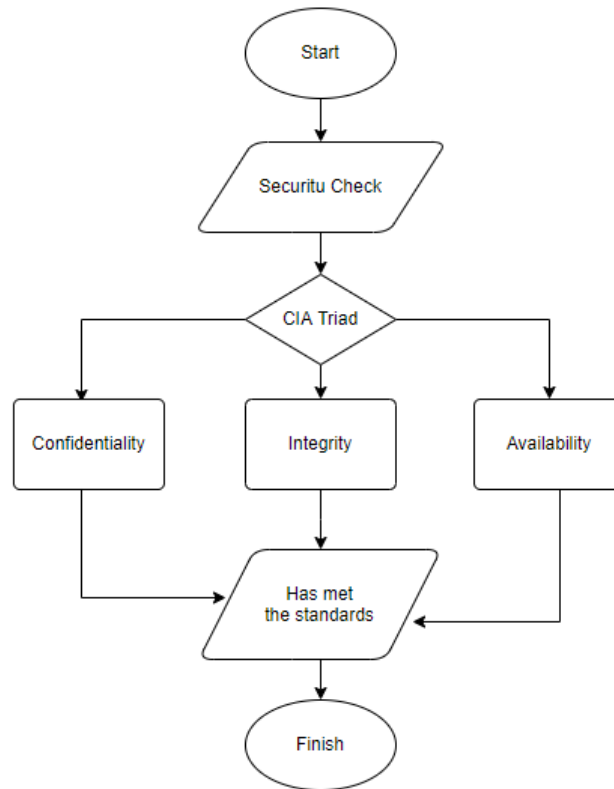 Start
Securitu Check
CIA Triad
Confidentiality
Integrity
Availability
Has met
the standards
Finish